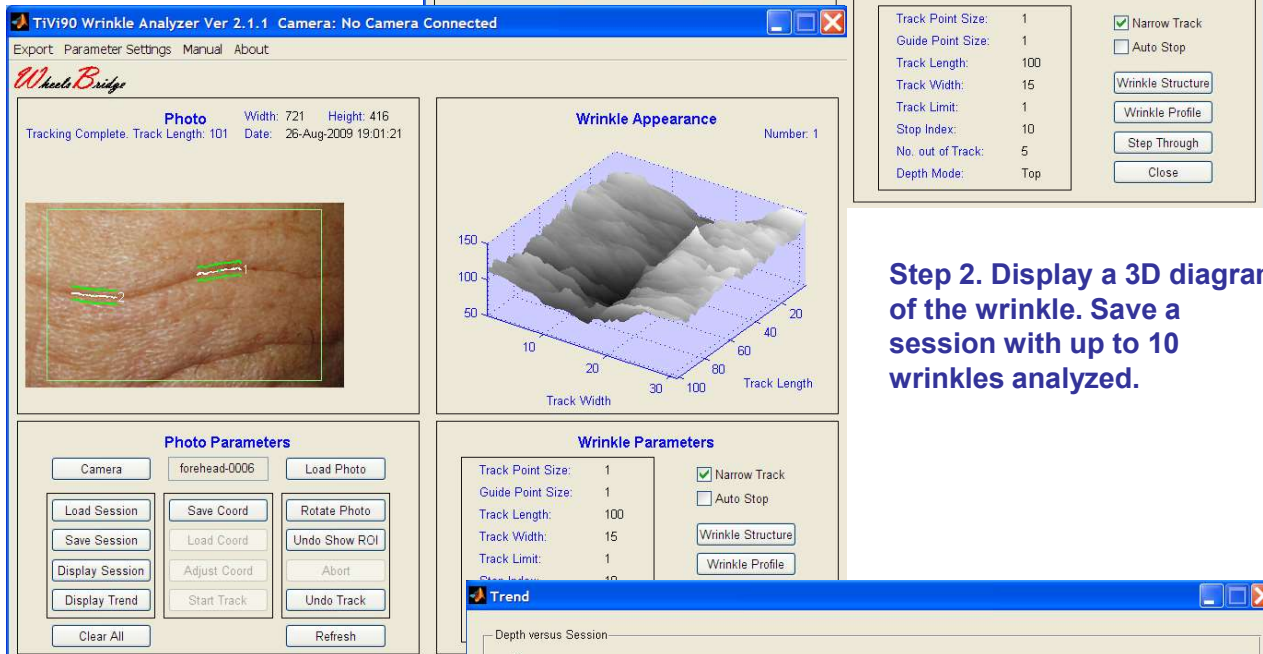 TiVi90 Wrinkle Analyzer Ver 2.1.1 Camera: No Camera Connected
Export Parameter Settings Manual About
Wheels Bridge
Photo Width: 721 Height: 416
Tracking Complete. Track Length: 101 Date: 26-Aug-2009 19:01:21
1
2
Wrinkle Appearance
Number: 1
150
100
50
10
20
30
Track Width
20
40
60
80
100
Track Length
Photo Parameters
Camera forehead-0006 Load Photo
Load Session Save Coord Rotate Photo
Save Session Load Coord Undo Show ROI
Display Session Adjust Coord Abort
Display Trend Start Track Undo Track
Clear All Refresh
Wrinkle Parameters
Track Point Size: 1
Guide Point Size: 1
Track Length: 100
Track Width: 15
Track Limit: 1
Stop Index: 10
Narrow Track
Auto Stop
Wrinkle Structure
Wrinkle Profile
Track Point Size: 1
Guide Point Size: 1
Track Length: 100
Track Width: 15
Track Limit: 1
Stop Index: 10
No. out of Track: 5
Depth Mode: Top
Narrow Track
Auto Stop
Wrinkle Structure
Wrinkle Profile
Step Through
Close
Step 2. Display a 3D diagram
of the wrinkle. Save a
session with up to 10
wrinkles analyzed.
Trend
Depth versus Session